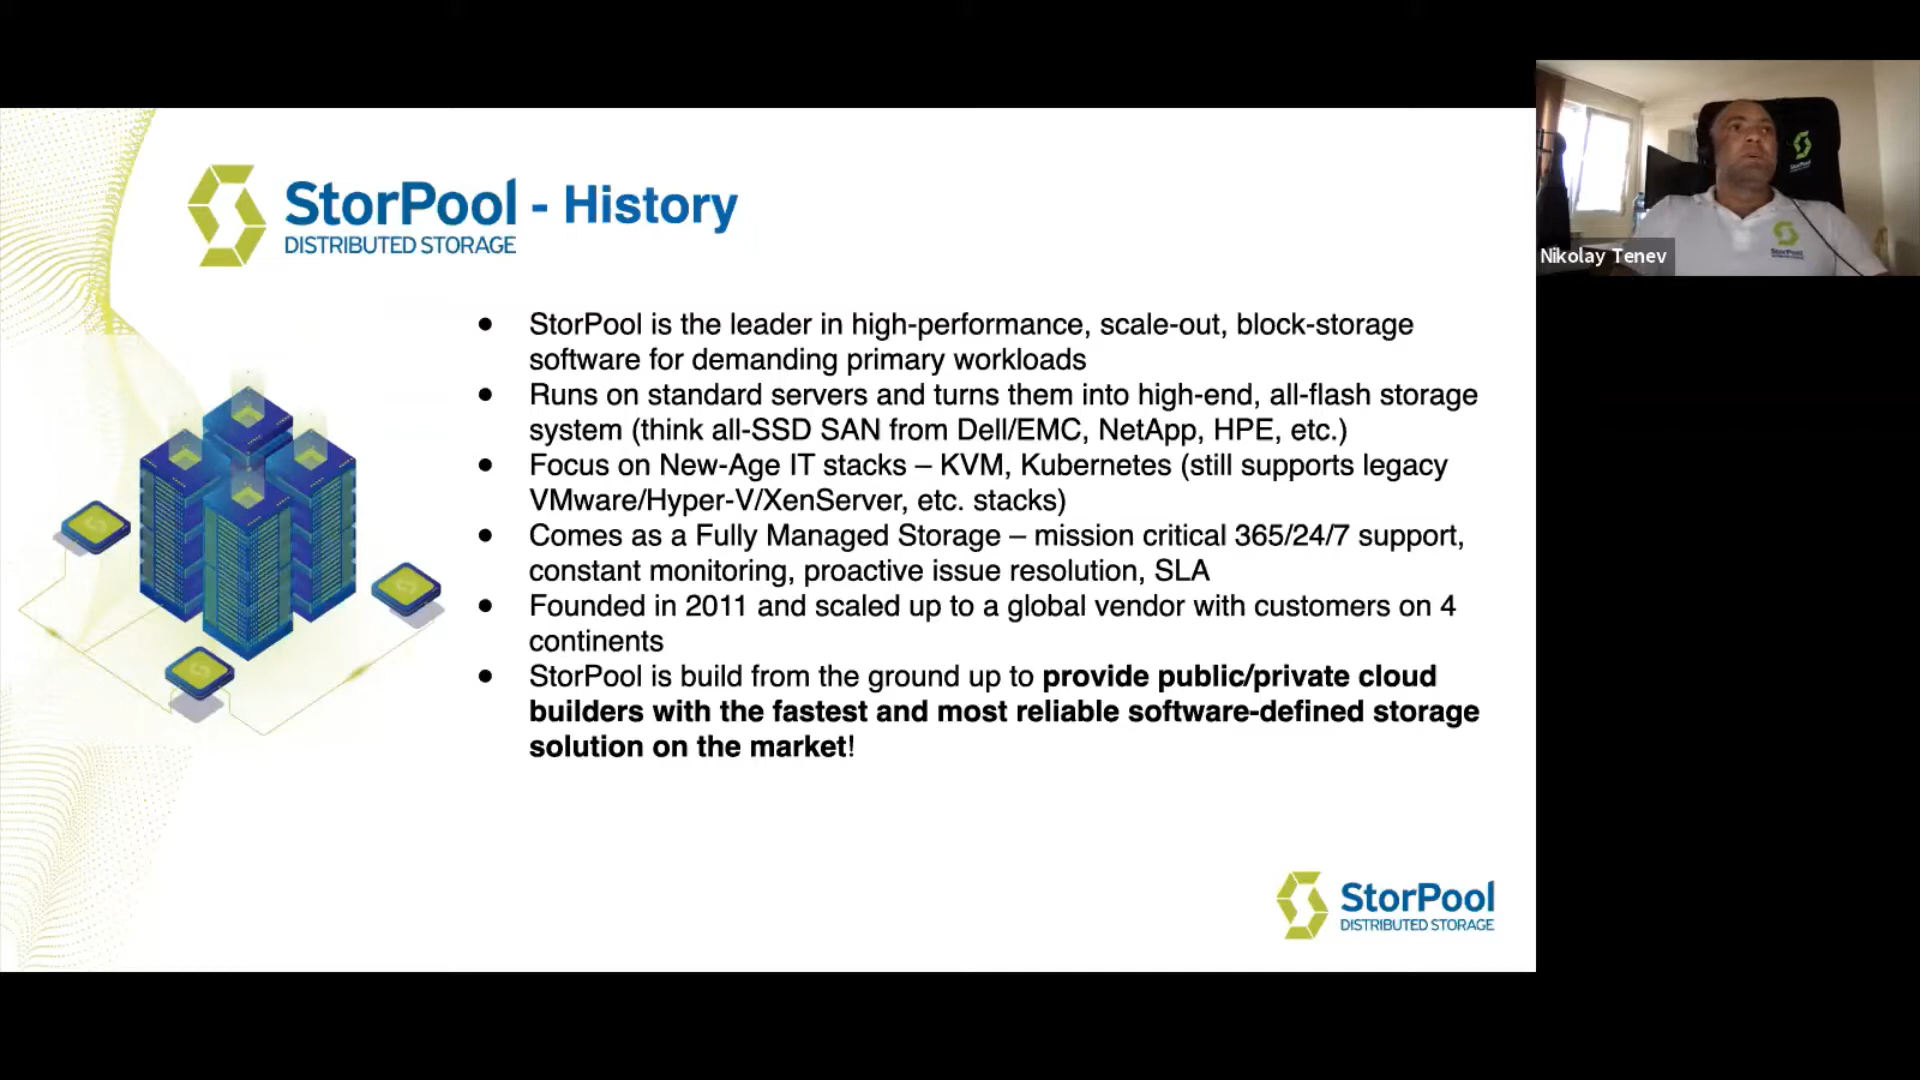 StorPool - History
DISTRIBUTED STORAGE
● StorPool is the leader in high-performance, scale-out, block-storage
software for demanding primary workloads
● Runs on standard servers and turns them into high-end, all-flash storage
system (think all-SSD SAN from Dell/EMC, NetApp, HPE, etc.)
● Focus on New-Age IT stacks – KVM, Kubernetes (still supports legacy
VMware/Hyper-V/XenServer, etc. stacks)
● Comes as a Fully Managed Storage – mission critical 365/24/7 support,
constant monitoring, proactive issue resolution, SLA
● Founded in 2011 and scaled up to a global vendor with customers on 4
continents
● StorPool is build from the ground up to provide public/private cloud
builders with the fastest and most reliable software-defined storage
solution on the market!
StorPool
DISTRIBUTED STORAGE
StorPool
StorPool
Nikolay Tenev